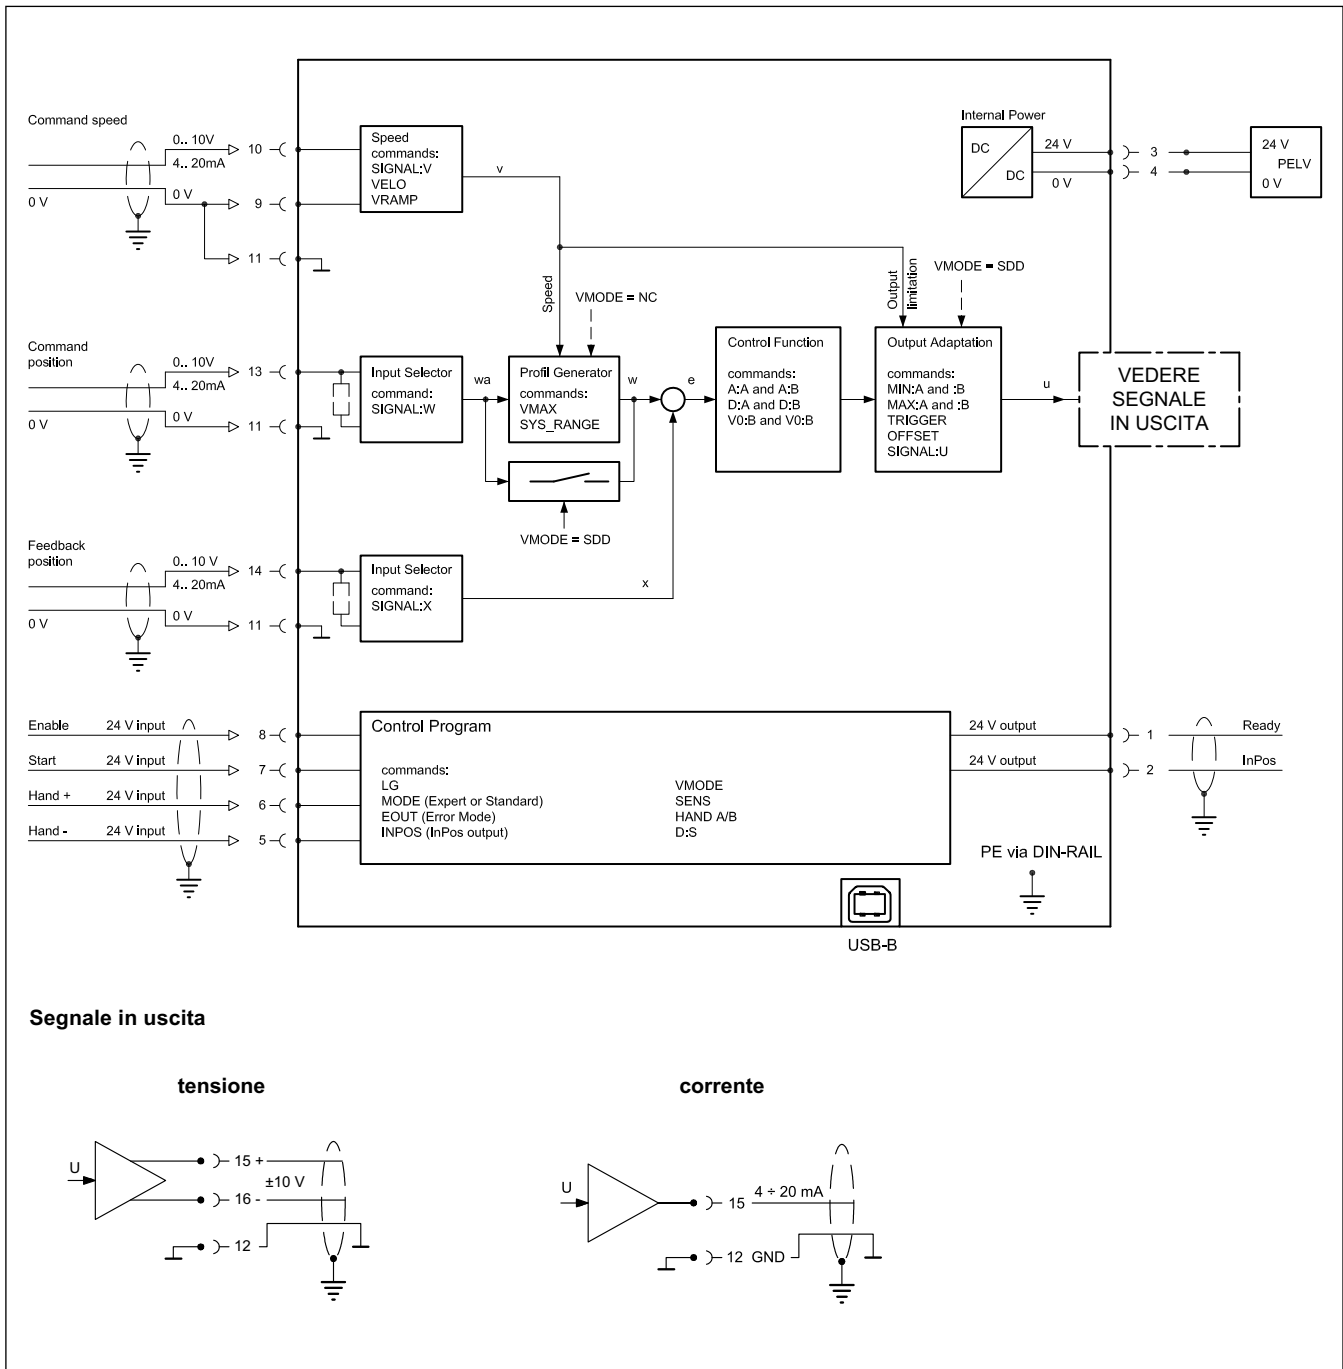 Command speed
0.. 10V
4.. 20mA
10
0 V
0 V
9
11
Speed
commands:
SIGNAL:V
VELO
VRAMP
v
Internal Power
DC
DC
24 V
0 V
3
4
24 V
PELV
0 V
Speed
VMODE = NC
Output
limitation
VMODE = SDD
Command
position
0.. 10V
4.. 20mA
13
0 V
0 V
11
Input Selector
command:
SIGNAL:W
wa
Profil Generator
commands:
VMAX
SYS_RANGE
w
e
VMODE = SDD
Control Function
commands:
A:A and A:B
D:A and D:B
V0:B and V0:B
Output Adaptation
commands:
MIN:A and :B
MAX:A and :B
TRIGGER
OFFSET
SIGNAL:U
u
VEDERE
SEGNALE
IN USCITA
Feedback
position
0.. 10 V
4.. 20mA
14
0 V
0 V
11
Input Selector
command:
SIGNAL:X
x
Enable 24 V input 8
Start 24 V input 7
Hand + 24 V input 6
Hand - 24 V input 5
Control Program
commands:
LG
MODE (Expert or Standard)
EOUT (Error Mode)
INPOS (InPos output)
VMODE
SENS
HAND A/B
D:S
24 V output 1 Ready
24 V output 2 InPos
PE via DIN-RAIL
USB-B
Segnale in uscita
tensione
U
15 +
±10 V
16 -
12
corrente
U
15 4 ÷ 20 mA
12 GND